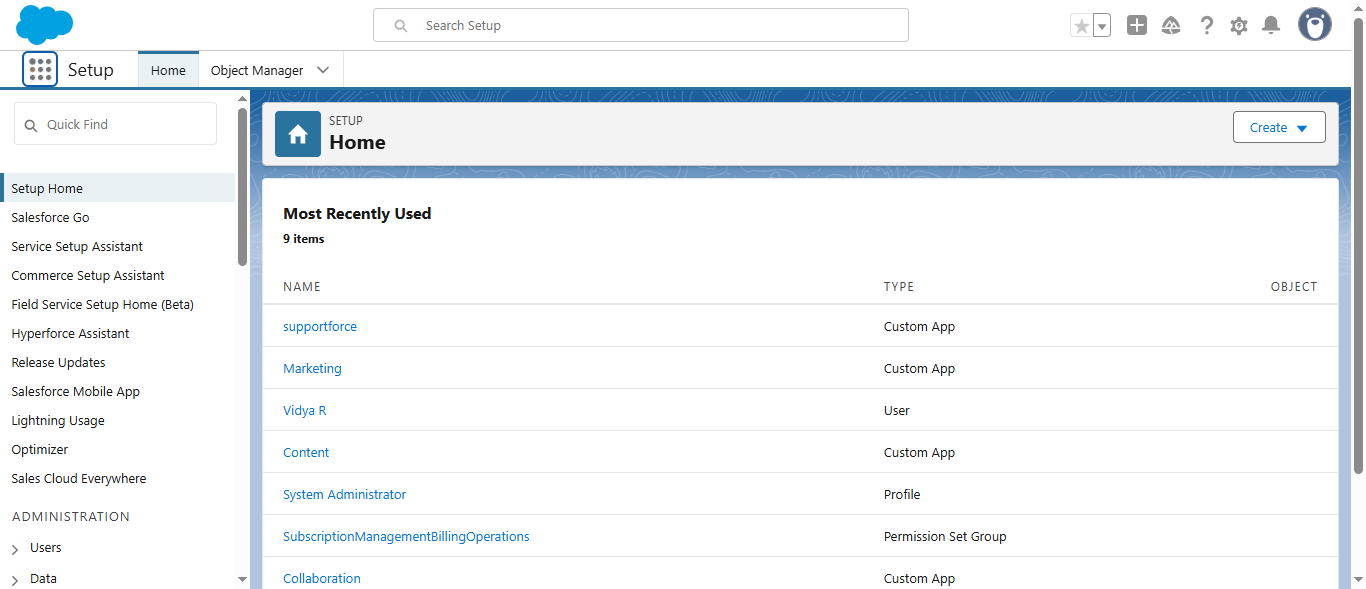 Search Setup
Setup
Home
Object Manager
Quick Find
Setup Home
Salesforce Go
Service Setup Assistant
Commerce Setup Assistant
Field Service Setup Home (Beta)
Hyperforce Assistant
Release Updates
Salesforce Mobile App
Lightning Usage
Optimizer
Sales Cloud Everywhere
ADMINISTRATION
Users
Data
SETUP
Home
Create
Most Recently Used
9 items
NAME TYPE OBJECT
supportforce Custom App
Marketing Custom App
Vidya R User
Content Custom App
System Administrator Profile
SubscriptionManagementBillingOperations Permission Set Group
Collaboration Custom App